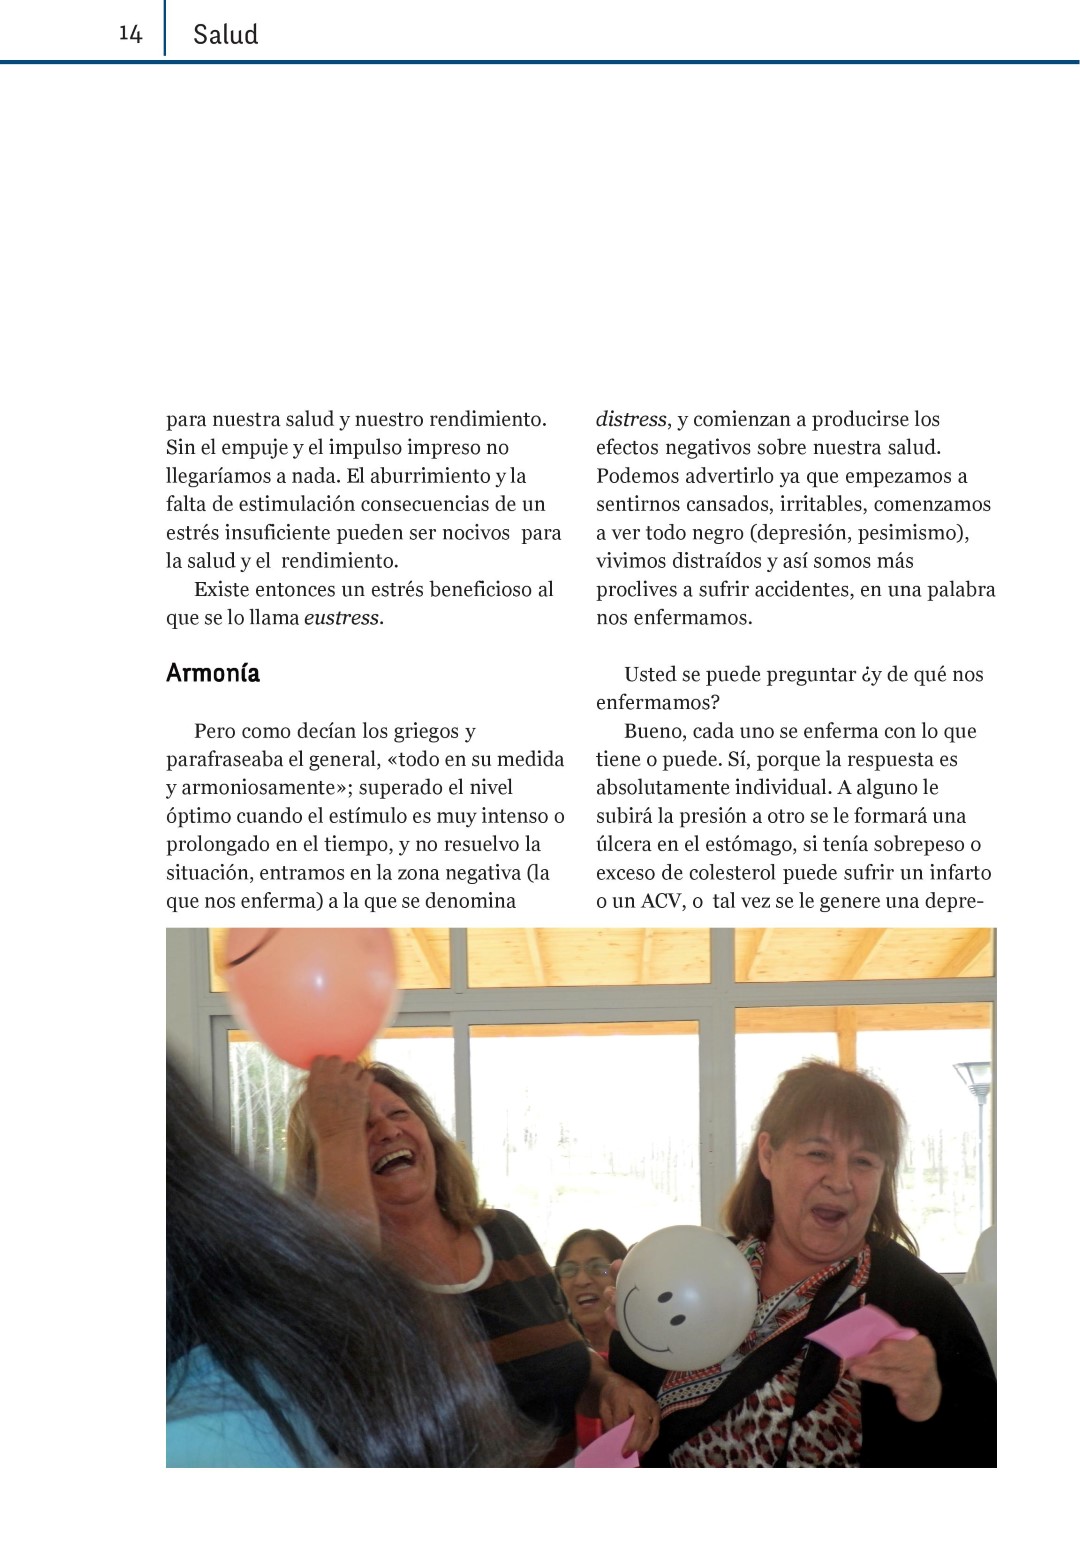 14
Salud
para nuestra salud y nuestro rendimiento.
Sin el empuje y el impulso impreso no
llegaríamos a nada. El aburrimiento y la
falta de estimulación consecuencias de un
estrés insuficiente pueden ser nocivos  para
la salud y el  rendimiento.
Existe entonces un estrés beneficioso al
que se lo llama eustress.
Armonía
Pero como decían los griegos y
parafraseaba el general, «todo en su medida
y armoniosamente»; superado el nivel
óptimo cuando el estímulo es muy intenso o
prolongado en el tiempo, y no resuelvo la
situación, entramos en la zona negativa (la
que nos enferma) a la que se denomina
distress, y comienzan a producirse los
efectos negativos sobre nuestra salud.
Podemos advertirlo ya que empezamos a
sentirnos cansados, irritables, comenzamos
a ver todo negro (depresión, pesimismo),
vivimos distraídos y así somos más
proclives a sufrir accidentes, en una palabra
nos enfermamos.
Usted se puede preguntar ¿y de qué nos
enfermamos?
Bueno, cada uno se enferma con lo que
tiene o puede. Sí, porque la respuesta es
absolutamente individual. A alguno le
subirá la presión a otro se le formará una
úlcera en el estómago, si tenía sobrepeso o
exceso de colesterol puede sufrir un infarto
o un ACV, o  tal vez se le genere una depre-